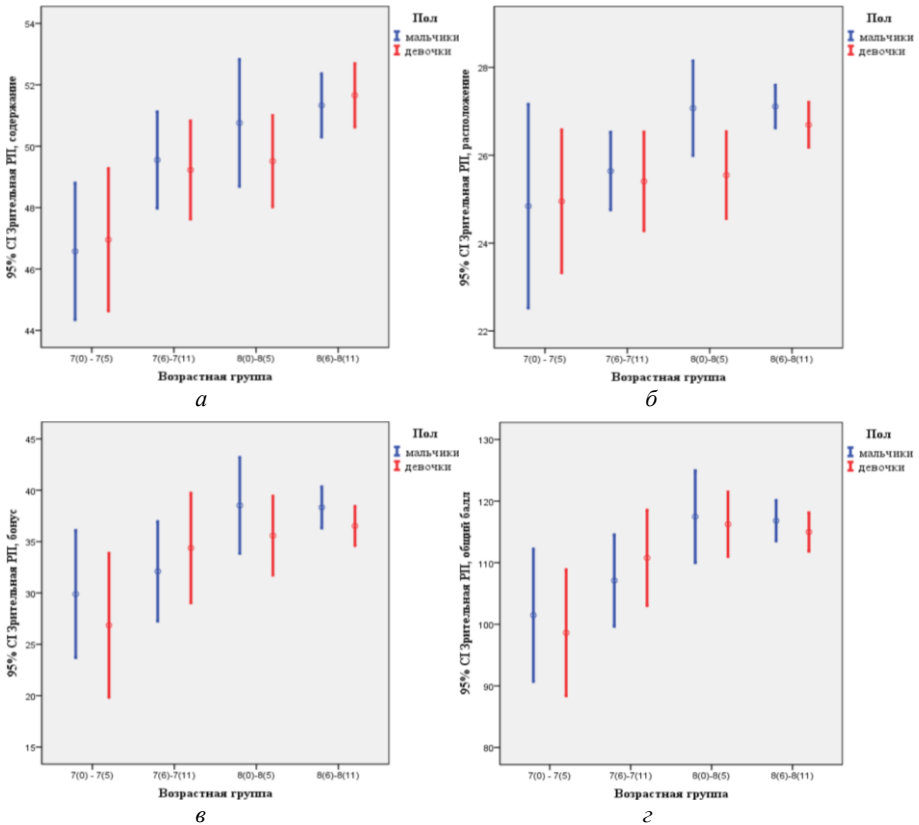 Пол
мальчики
девочки
95% CI Зрительная РП, содержание
54
52
50
48
46
44
7(0) - 7(5) 7(6)-7(11) 8(0)-8(5) 8(6)-8(11)
Возрастная группа
а
Пол
мальчики
девочки
95% CI Зрительная РП, расположение
28
26
24
22
7(0) - 7(5) 7(6)-7(11) 8(0)-8(5) 8(6)-8(11)
Возрастная группа
б
Пол
мальчики
девочки
95% CI Зрительная РП, бонус
45
40
35
30
25
20
15
7(0) - 7(5) 7(6)-7(11) 8(0)-8(5) 8(6)-8(11)
Возрастная группа
в
Пол
мальчики
девочки
95% CI Зрительная РП, общий балл
130
120
110
100
90
80
7(0) - 7(5) 7(6)-7(11) 8(0)-8(5) 8(6)-8(11)
Возрастная группа
г